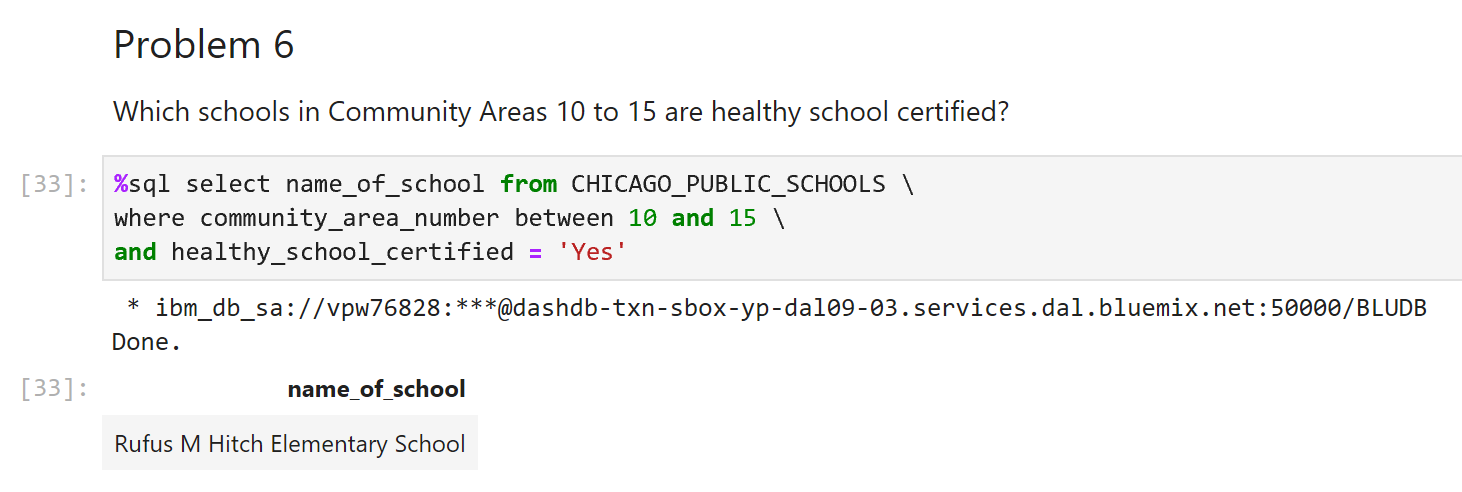 Problem 6
Which schools in Community Areas 10 to 15 are healthy school certified?
[33]: %sql select name_of_school from CHICAGO_PUBLIC_SCHOOLS \
where community_area_number between 10 and 15 \
and healthy_school_certified = 'Yes'
* ibm_db_sa://vpw76828:***@dashdb-txn-sbox-yp-dal09-03.services.dal.bluemix.net:50000/BLUDB
Done.
[33]: name_of_school
Rufus M Hitch Elementary School